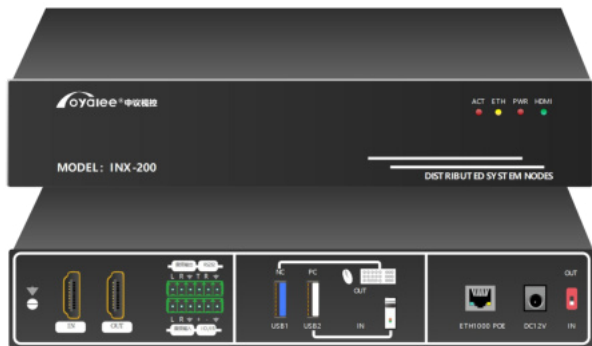 oyalee®中议视控
ACT ETH PWR HDMI
MODEL: INX-200
DISTRIBUTED SYSTEM NODES
L R T R
NC PC OUT
OUT
IN OUT
L R + -
USB1 USB2 IN
ETH1000 POE DC12V IN